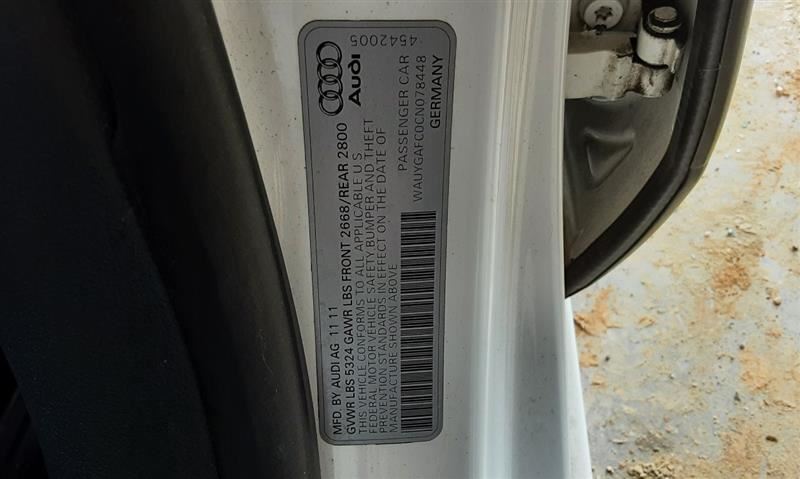 MFD. BY AUDI AG 11 11
GVWR LBS 5324 GAWR LBS FRONT 2668/REAR 2800
THIS VEHICLE CONFORMS TO ALL APPLICABLE U S
FEDERAL MOTOR VEHICLE SAFETY,BUMPER AND THEFT
PREVENTION STANDARDS IN EFFECT ON THE DATE OF
MANUFACTURE SHOWN ABOVE
PASSENGER CAR
WAUYGAFC0CN078448
GERMANY
Audi
4542005